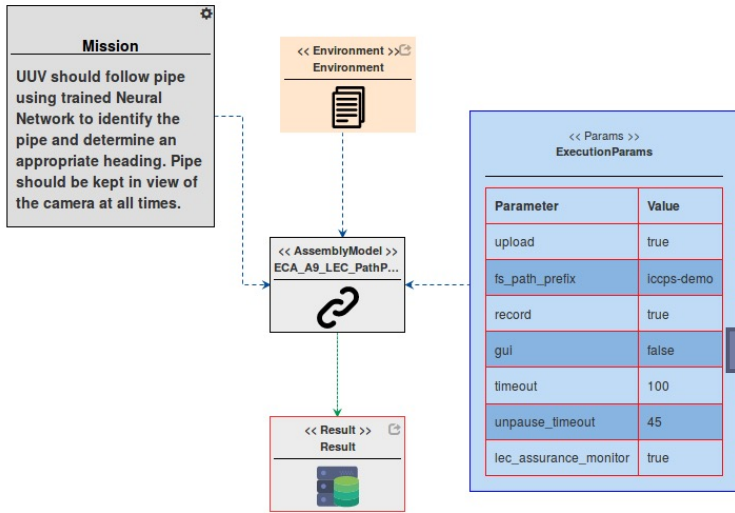 Mission
UUV should follow pipe
using trained Neural
Network to identify the
pipe and determine an
appropriate heading. Pipe
should be kept in view of
the camera at all times.
<< Environment >>
Environment
<< AssemblyModel >>
ECA_A9_LEC_PathP...
<< Result >>
Result
<< Params >>
ExecutionParams
Parameter Value
upload true
fs_path_prefix iccps-demo
record true
gui false
timeout 100
unpause_timeout 45
lec_assurance_monitor true